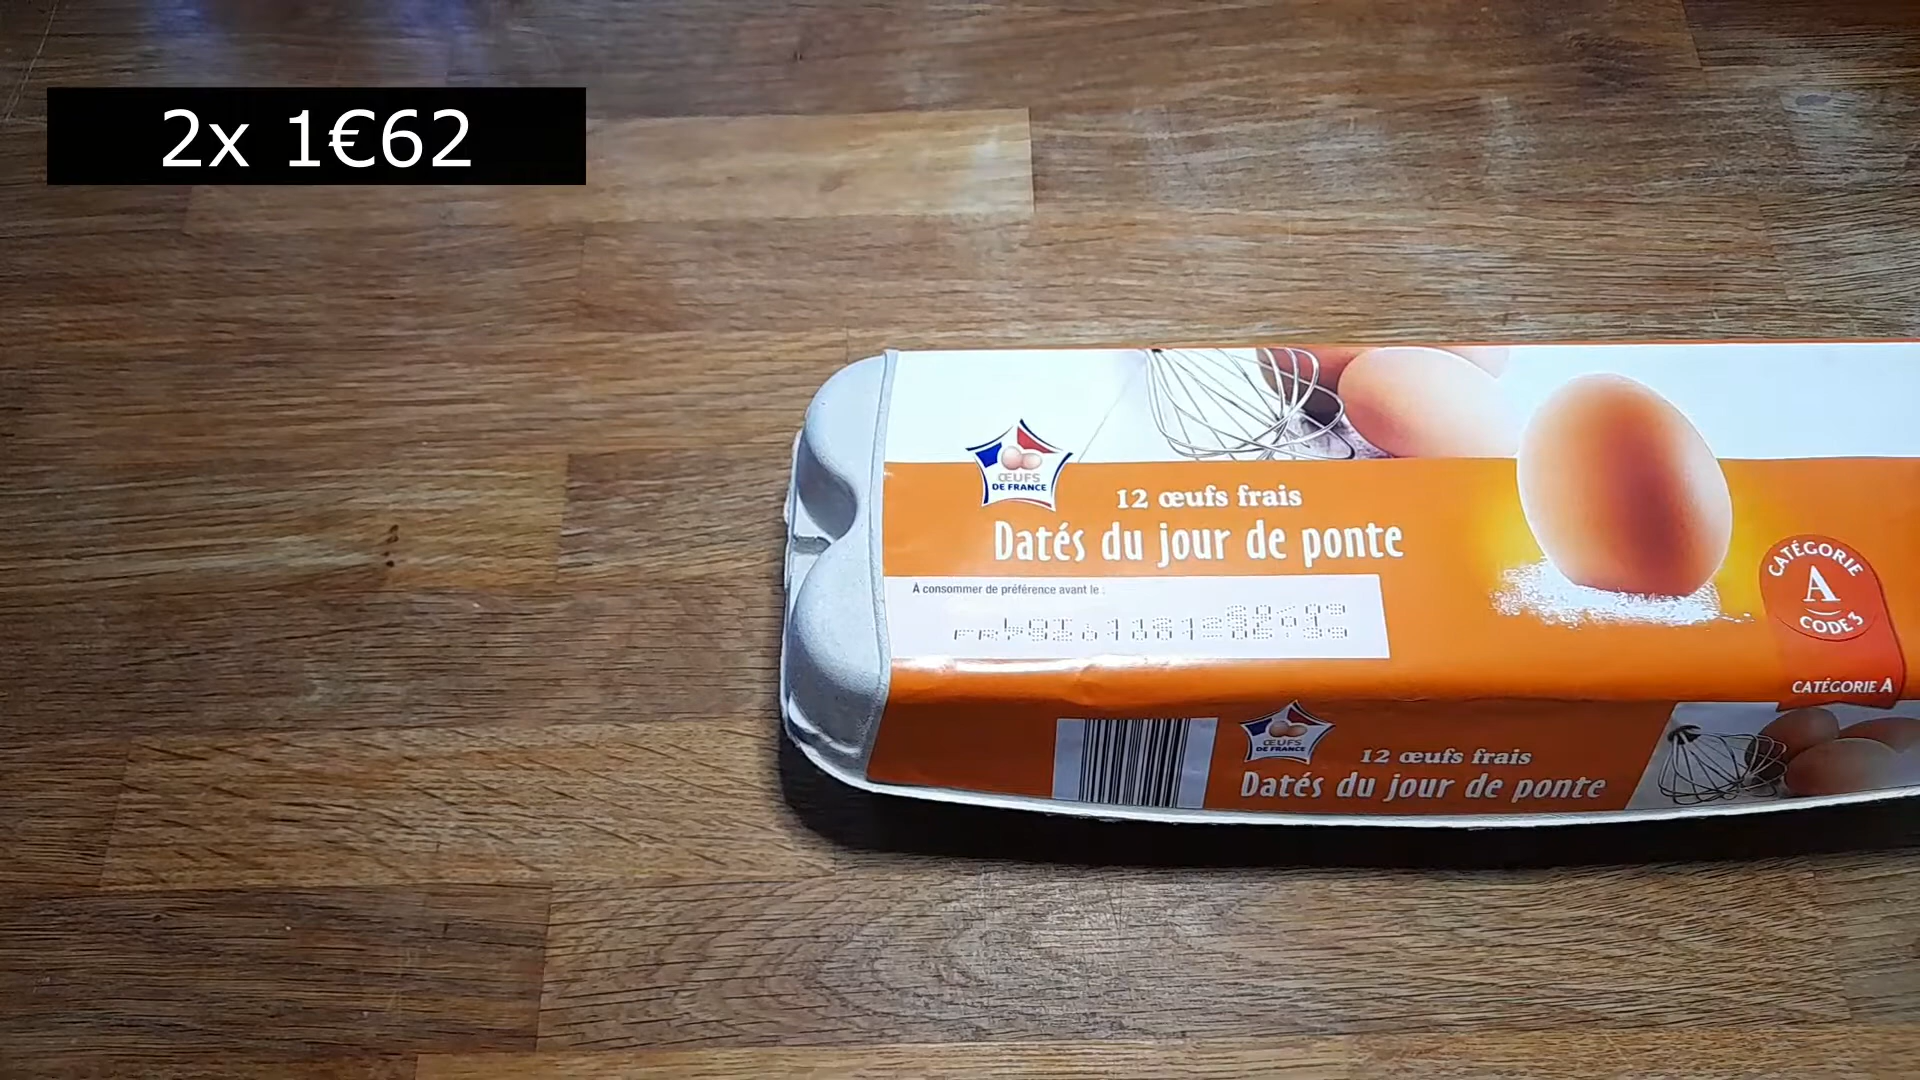 2x 1€62
ŒUFS
DE FRANCE
12 œufs frais
Datés du jour de ponte
À consommer de préférence avant le :
CATÉGORIE
A
CODE 3
CATÉGORIE A
ŒUFS
DE FRANCE
12 œufs frais
Datés du jour de ponte